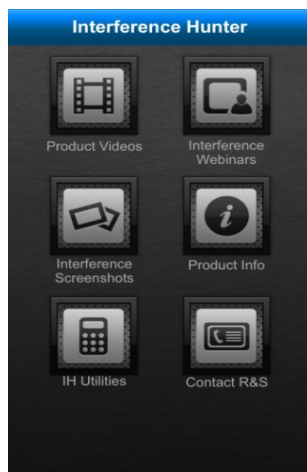 Interference Hunter
Product Videos
Interference
Webinars
Interference
Screenshots
Product Info
IH Utilities
Contact R&S